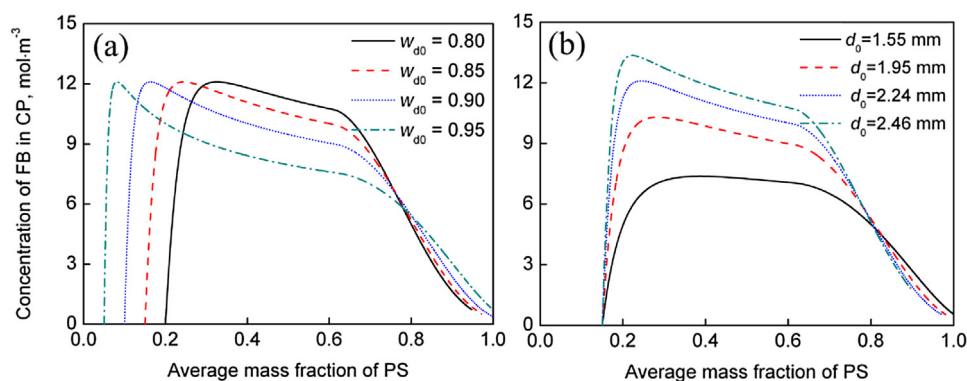 Concentration of FB in CP, mol·m⁻³
15
12
9
6
3
0
(a)
w_d0 = 0.80
w_d0 = 0.85
w_d0 = 0.90
w_d0 = 0.95
0.0 0.2 0.4 0.6 0.8 1.0
Average mass fraction of PS
15
12
9
6
3
0
(b)
d_0=1.55 mm
d_0=1.95 mm
d_0=2.24 mm
d_0=2.46 mm
0.0 0.2 0.4 0.6 0.8 1.0
Average mass fraction of PS